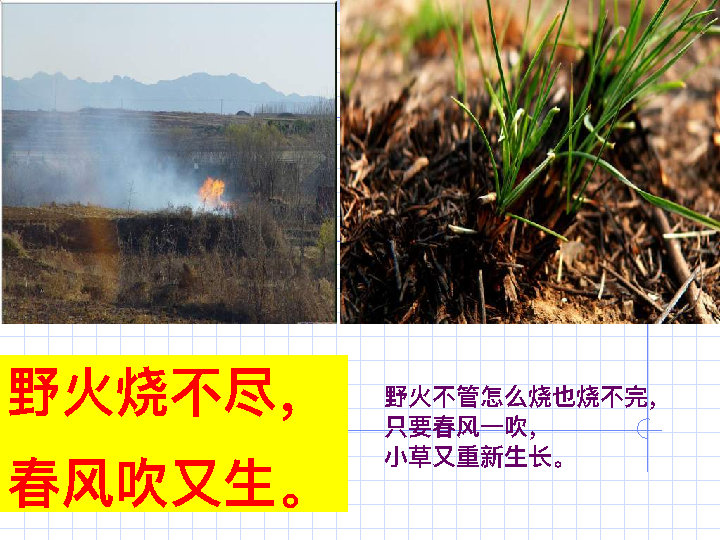 野火烧不尽，
春风吹又生。
野火不管怎么烧也烧不完，
只要春风一吹，
小草又重新生长。